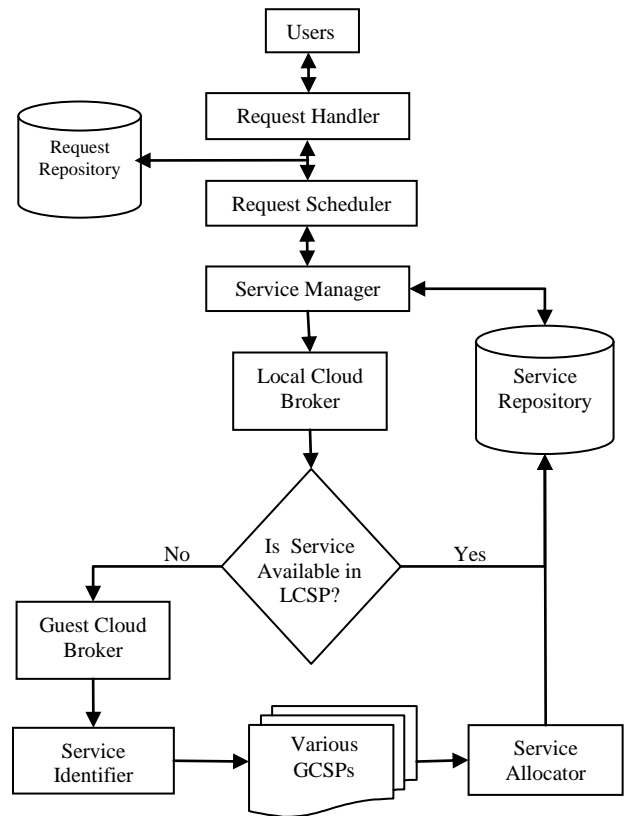 Users
Request Handler
Request
Repository
Request Scheduler
Service Manager
Local Cloud
Broker
Service
Repository
Is Service
Available in
LCSP?
No
Yes
Guest Cloud
Broker
Service
Identifier
Various
GCSPs
Service
Allocator